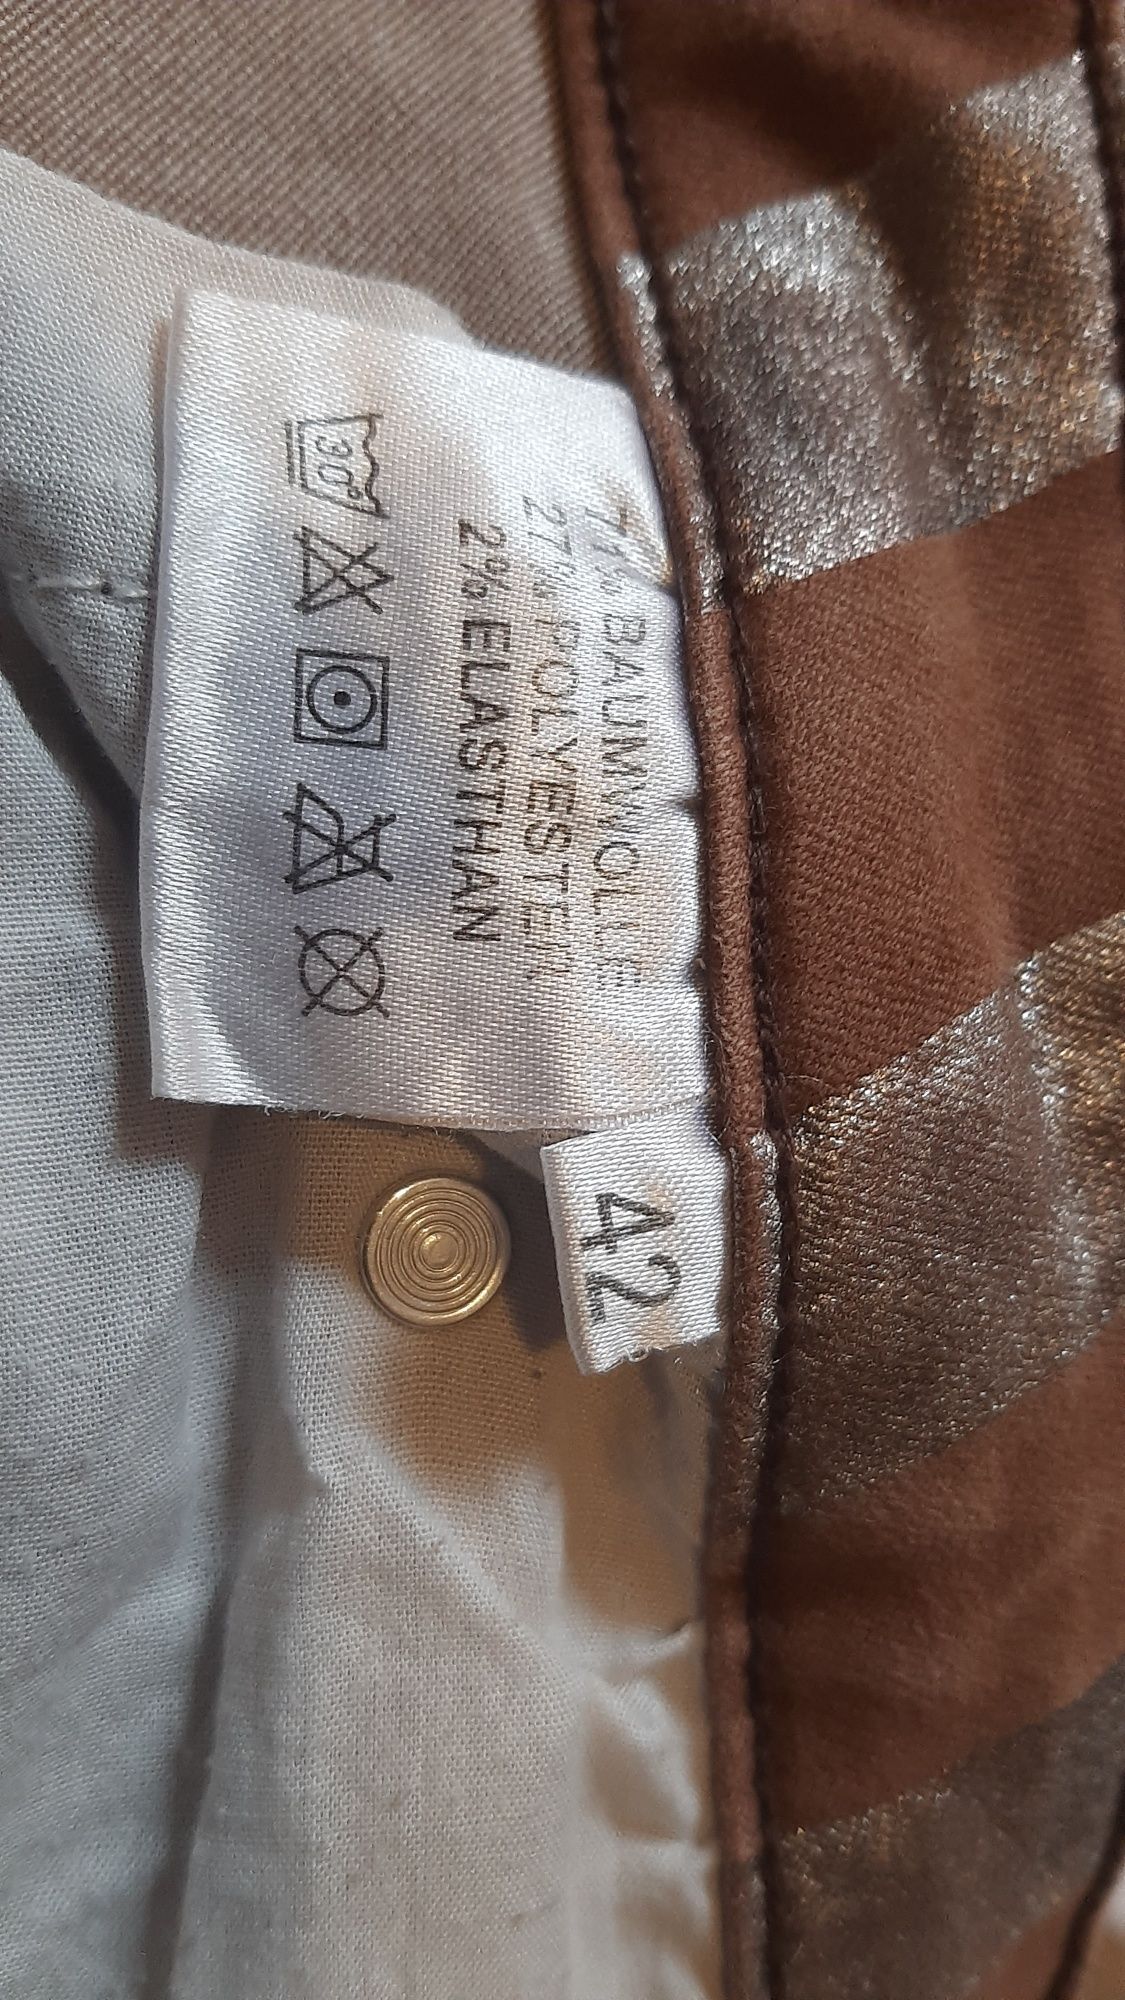 71% BAUMWOLLE
27% POLYESTER
2% ELASTHAN
30°
42